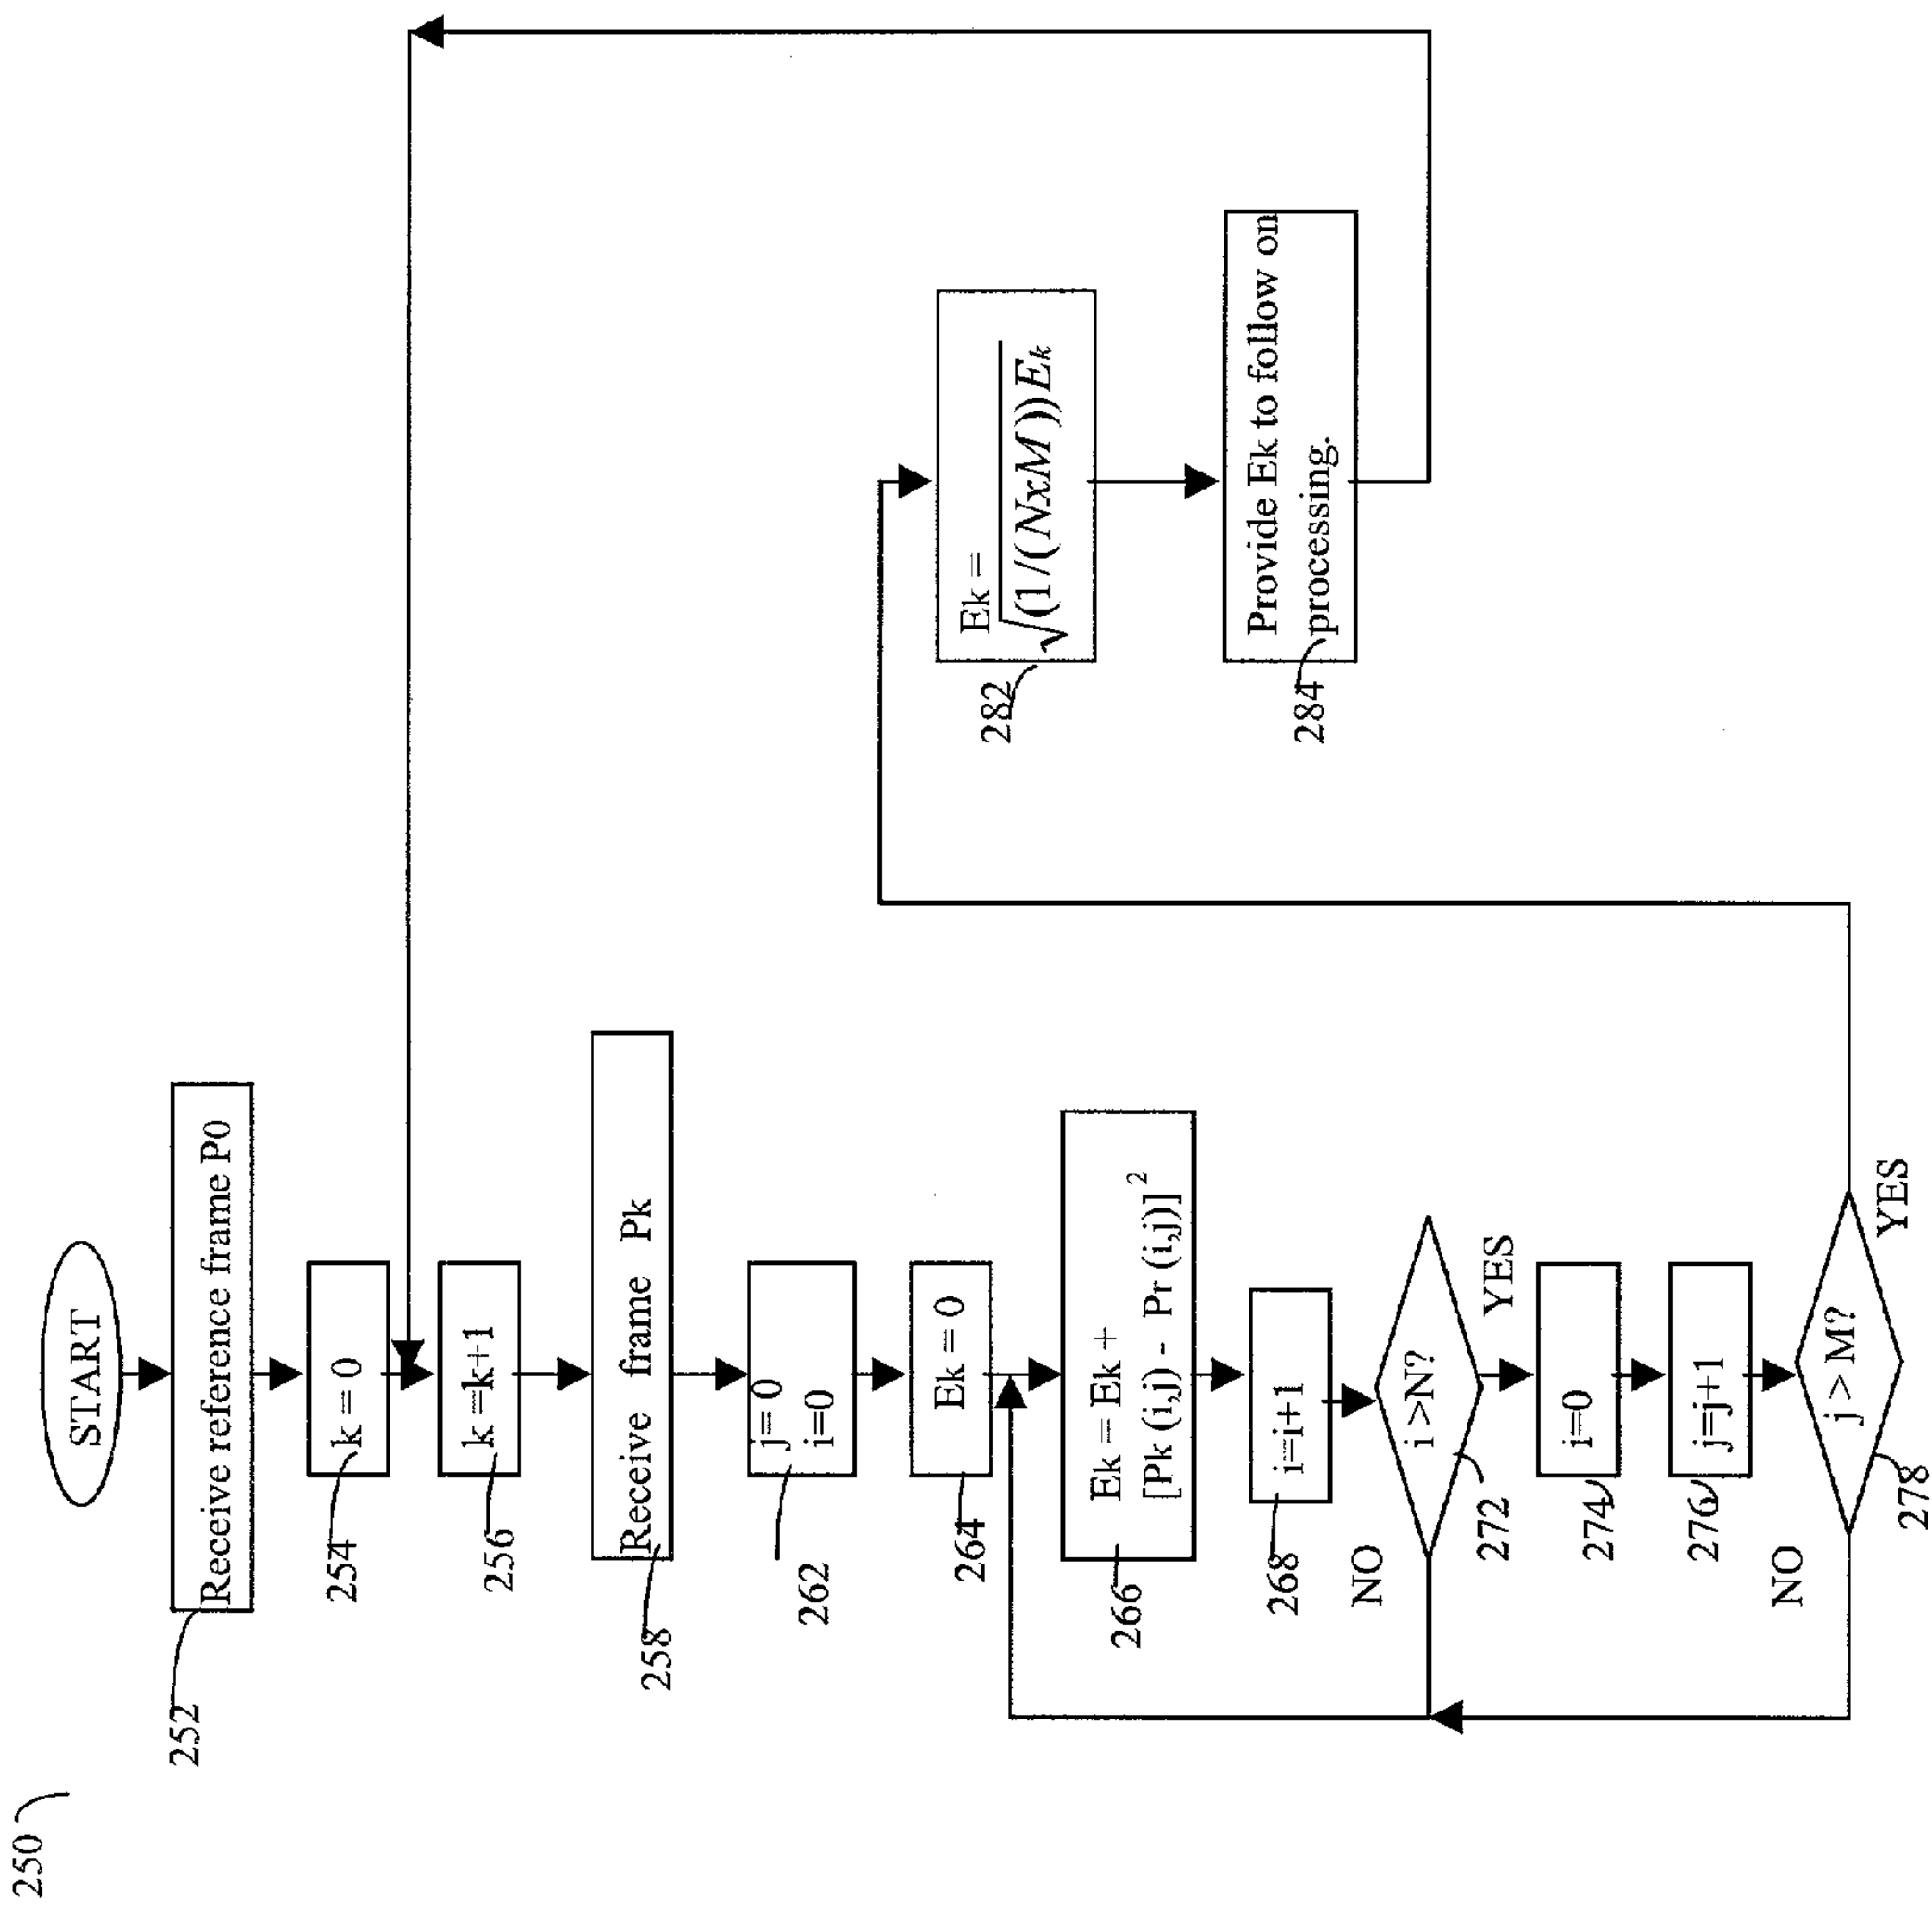 250
START
252
Receive reference frame P0
254
k = 0
256
k =k+1
258
Receive frame Pk
262
j=0
i=0
264
Ek = 0
266
Ek = Ek +
[Pk (i,j) - Pr (i,j)]²
268
i=i+1
NO
i >N?
YES
272
274
i=0
276
j=j+1
NO
j > M?
YES
278
282
Ek =
√(1/(NxM))Ek
284
Provide Ek to follow on
processing.